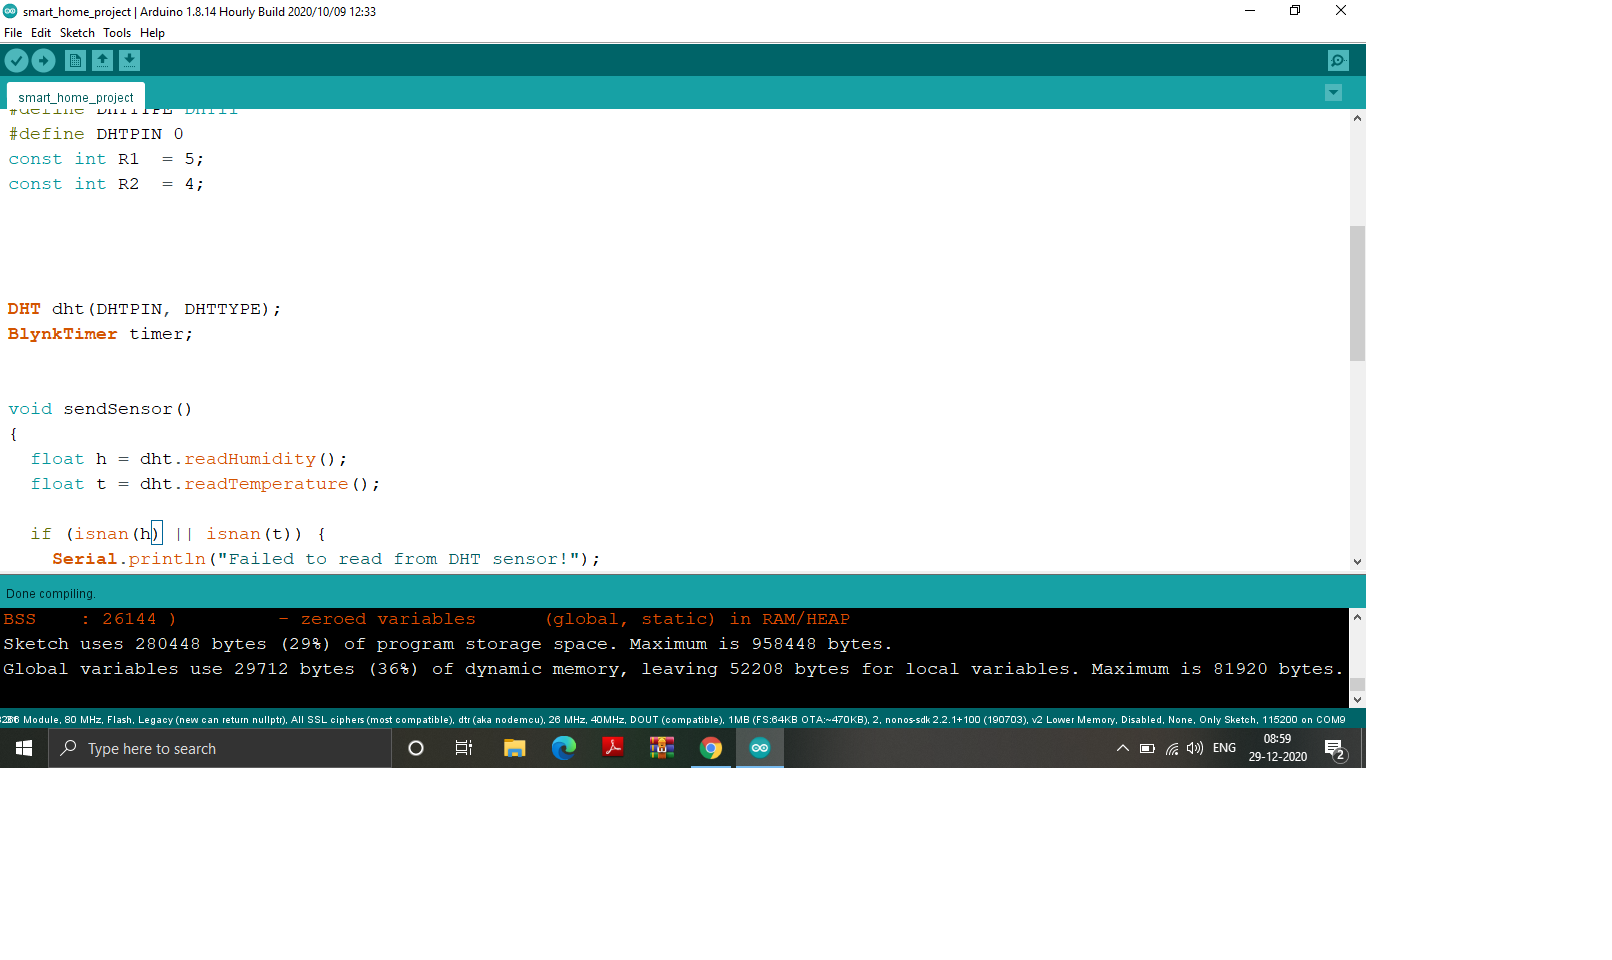 smart_home_project | Arduino 1.8.14 Hourly Build 2020/10/09 12:33
File Edit Sketch Tools Help
smart_home_project
#define DHTTYPE DHT11
#define DHTPIN 0
const int R1  = 5;
const int R2  = 4;
DHT dht(DHTPIN, DHTTYPE);
BlynkTimer timer;
void sendSensor()
{
  float h = dht.readHumidity();
  float t = dht.readTemperature();
  if (isnan(h) || isnan(t)) {
    Serial.println("Failed to read from DHT sensor!");
Done compiling.
BSS    : 26144 )         - zeroed variables      (global, static) in RAM/HEAP
Sketch uses 280448 bytes (29%) of program storage space. Maximum is 958448 bytes.
Global variables use 29712 bytes (36%) of dynamic memory, leaving 52208 bytes for local variables. Maximum is 81920 bytes.
Module, 80 MHz, Flash, Legacy (new can return nullptr), All SSL ciphers (most compatible), dtr (aka nodemcu), 26 MHz, 40MHz, DOUT (compatible), 1MB (FS:64KB OTA:~470KB), 2, nonos-sdk 2.2.1+100 (190703), v2 Lower Memory, Disabled, None, Only Sketch, 115200 on COM9
Type here to search
ENG
08:59
29-12-2020
2